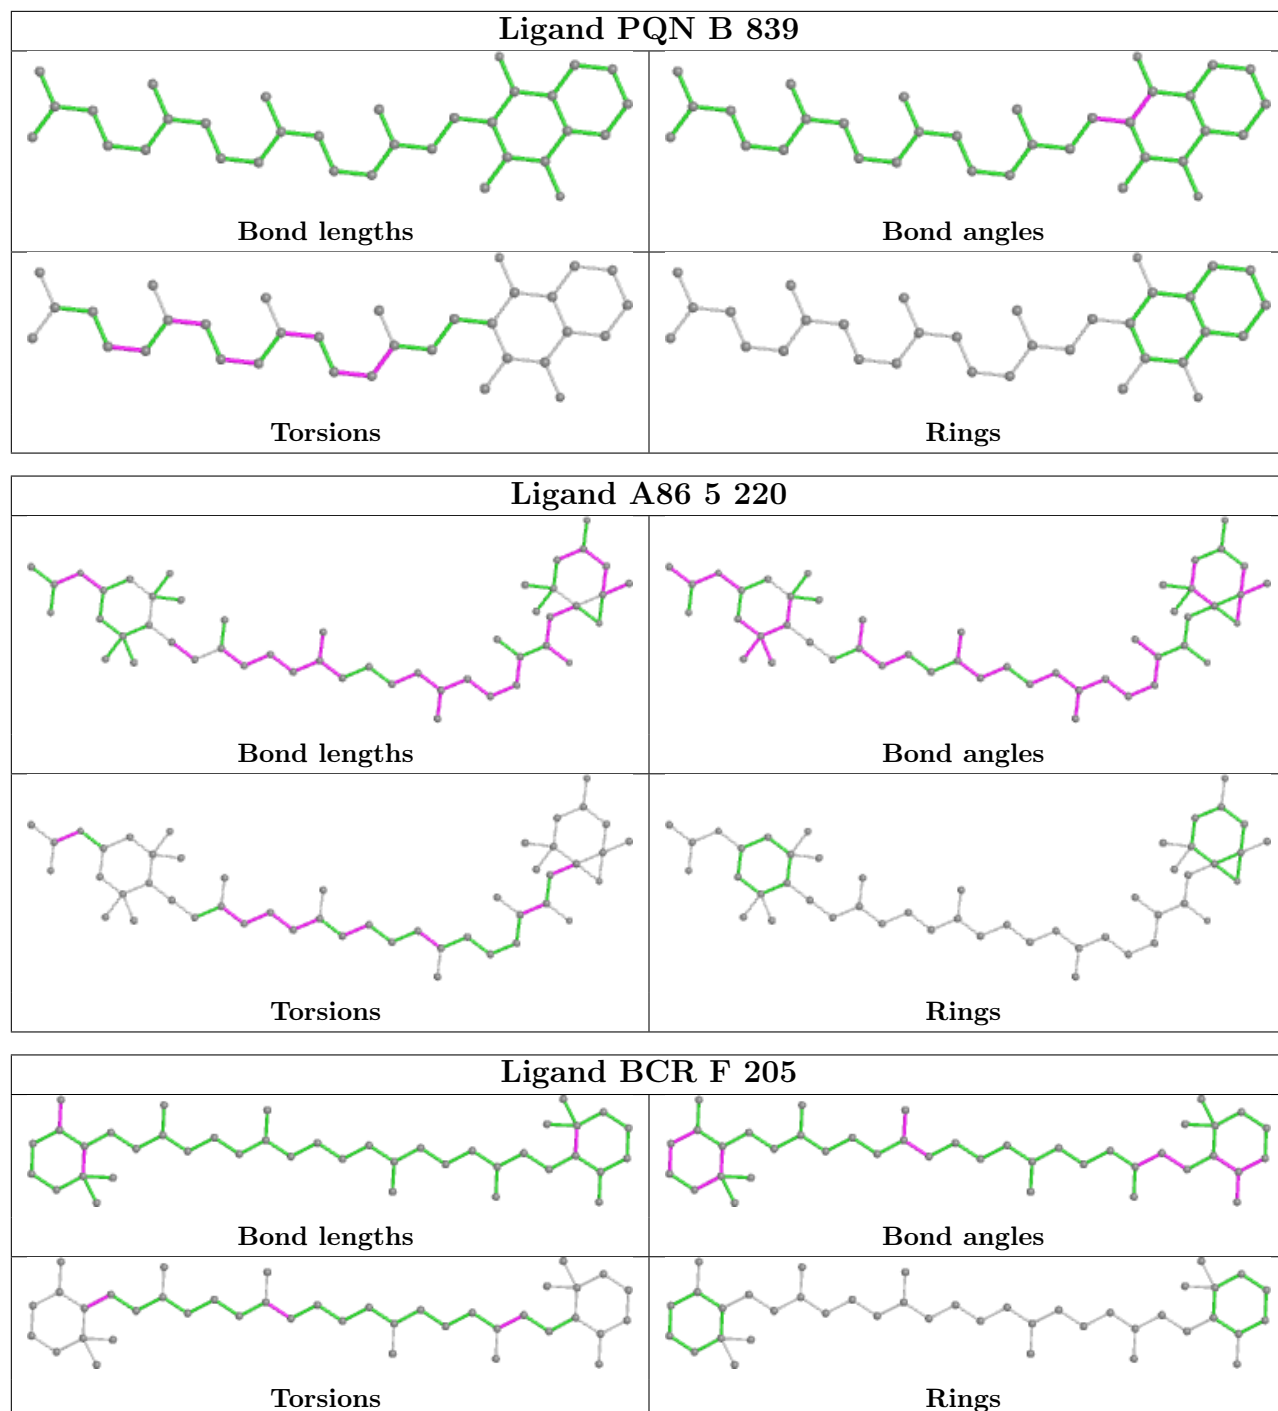 Ligand PQN B 839
Bond lengths
Bond angles
Torsions
Rings
Ligand A86 5 220
Bond lengths
Bond angles
Torsions
Rings
Ligand BCR F 205
Bond lengths
Bond angles
Torsions
Rings